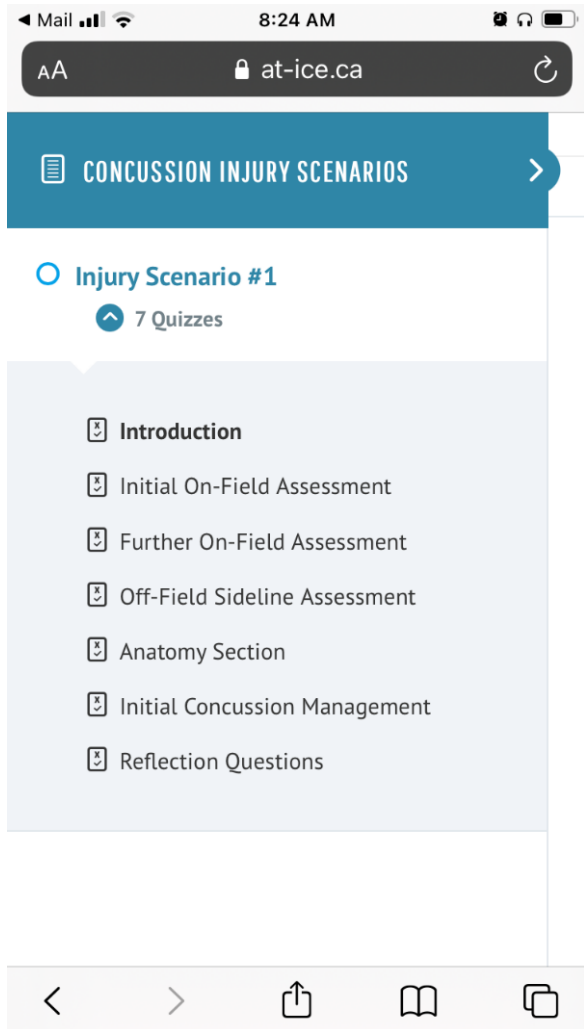 Mail
8:24 AM
AA
at-ice.ca
CONCUSSION INJURY SCENARIOS
Injury Scenario #1
7 Quizzes
Introduction
Initial On-Field Assessment
Further On-Field Assessment
Off-Field Sideline Assessment
Anatomy Section
Initial Concussion Management
Reflection Questions